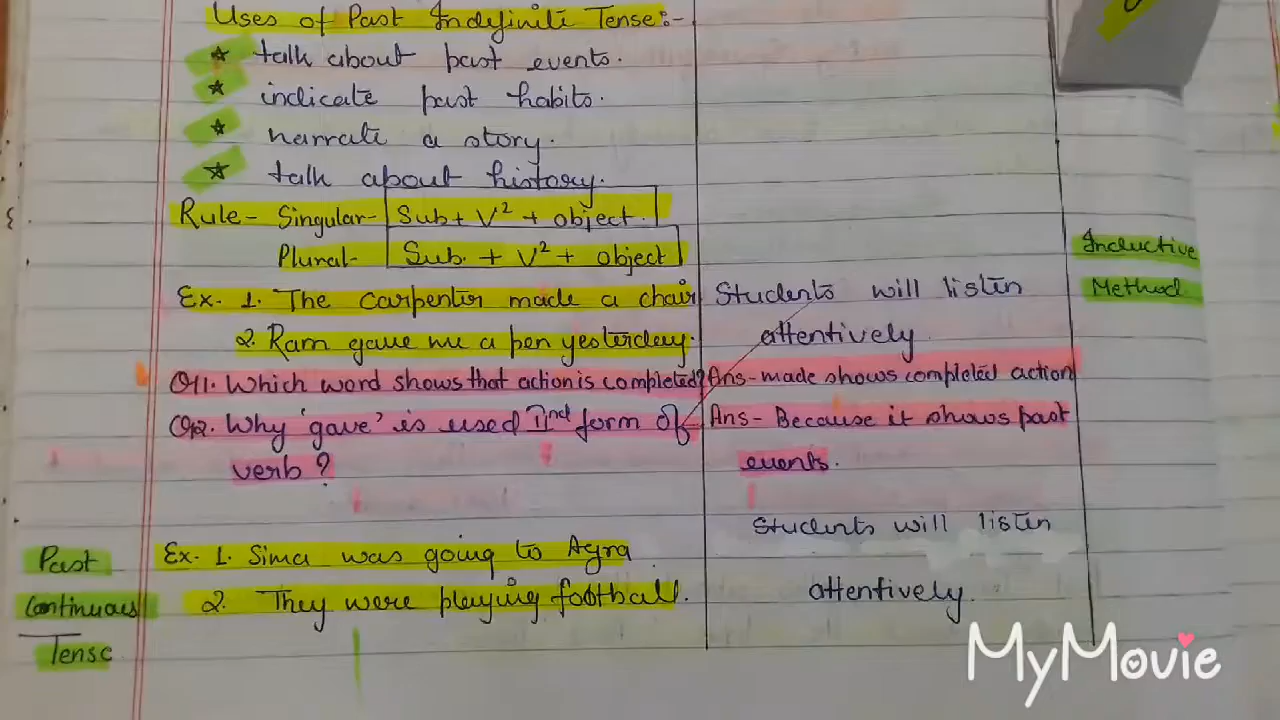 Uses of Past Indefinite Tense:-
☆ talk about past events.
☆ indicate past habits.
☆ narrate a story.
☆ talk about history.
Rule- Singular- Sub + V² + object.
Plural- Sub. + V² + object
Inductive
Method
Ex. 1. The carpenter made a chair
Students will listen
2. Ram gave me a pen yesterday.
attentively.
Q1. Which word shows that action is completed?
Ans- made shows completed action
Q2. Why 'gave' is used IInd form of
Ans- Because it shows past
verb?
events.
Students will listen
Past
Ex. 1. Sima was going to Agra
Continuous
2. They were playing football.
attentively.
Tense
MyMovie